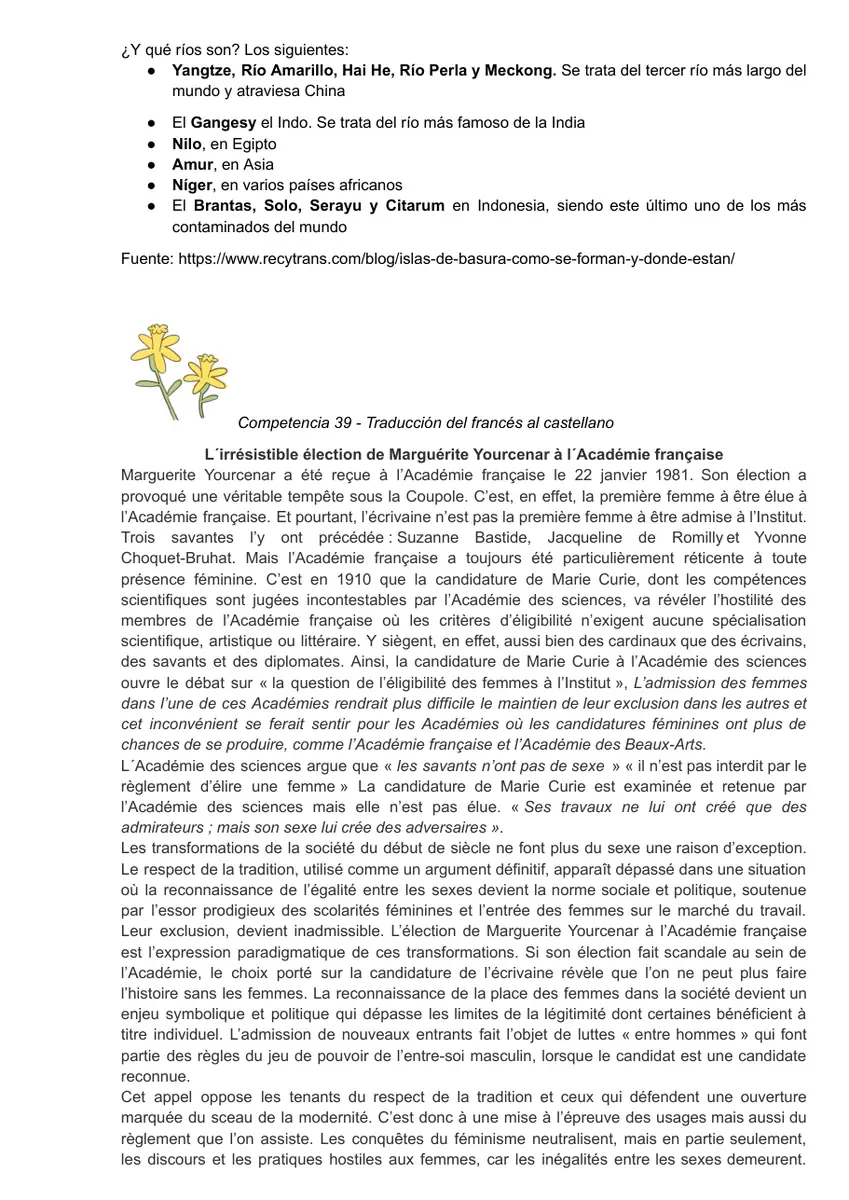 ¿Y qué ríos son? Los siguientes:
● Yangtze, Río Amarillo, Hai He, Río Perla y Meckong. Se trata del tercer río más largo del
mundo y atraviesa China
● El Gangesy el Indo. Se trata del río más famoso de la India
● Nilo, en Egipto
● Amur, en Asia
● Níger, en varios países africanos
● El Brantas, Solo, Serayu y Citarum en Indonesia, siendo este último uno de los más
contaminados del mundo
Fuente: https://www.recytrans.com/blog/islas-de-basura-como-se-forman-y-donde-estan/
Competencia 39 - Traducción del francés al castellano
L´irrésistible élection de Marguérite Yourcenar à l´Académie française
Marguerite Yourcenar a été reçue à l’Académie française le 22 janvier 1981. Son élection a
provoqué une véritable tempête sous la Coupole. C’est, en effet, la première femme à être élue à
l’Académie française. Et pourtant, l’écrivaine n’est pas la première femme à être admise à l’Institut.
Trois savantes l’y ont précédée : Suzanne Bastide, Jacqueline de Romilly et Yvonne
Choquet-Bruhat. Mais l’Académie française a toujours été particulièrement réticente à toute
présence féminine. C’est en 1910 que la candidature de Marie Curie, dont les compétences
scientifiques sont jugées incontestables par l’Académie des sciences, va révéler l’hostilité des
membres de l’Académie française où les critères d’éligibilité n’exigent aucune spécialisation
scientifique, artistique ou littéraire. Y siègent, en effet, aussi bien des cardinaux que des écrivains,
des savants et des diplomates. Ainsi, la candidature de Marie Curie à l’Académie des sciences
ouvre le débat sur « la question de l’éligibilité des femmes à l’Institut », L’admission des femmes
dans l’une de ces Académies rendrait plus difficile le maintien de leur exclusion dans les autres et
cet inconvénient se ferait sentir pour les Académies où les candidatures féminines ont plus de
chances de se produire, comme l’Académie française et l’Académie des Beaux-Arts.
L´Académie des sciences argue que « les savants n’ont pas de sexe » « il n’est pas interdit par le
règlement d’élire une femme » La candidature de Marie Curie est examinée et retenue par
l’Académie des sciences mais elle n’est pas élue. « Ses travaux ne lui ont créé que des
admirateurs ; mais son sexe lui crée des adversaires ».
Les transformations de la société du début de siècle ne font plus du sexe une raison d’exception.
Le respect de la tradition, utilisé comme un argument définitif, apparaît dépassé dans une situation
où la reconnaissance de l’égalité entre les sexes devient la norme sociale et politique, soutenue
par l’essor prodigieux des scolarités féminines et l’entrée des femmes sur le marché du travail.
Leur exclusion, devient inadmissible. L’élection de Marguerite Yourcenar à l’Académie française
est l’expression paradigmatique de ces transformations. Si son élection fait scandale au sein de
l’Académie, le choix porté sur la candidature de l’écrivaine révèle que l’on ne peut plus faire
l’histoire sans les femmes. La reconnaissance de la place des femmes dans la société devient un
enjeu symbolique et politique qui dépasse les limites de la légitimité dont certaines bénéficient à
titre individuel. L’admission de nouveaux entrants fait l’objet de luttes « entre hommes » qui font
partie des règles du jeu de pouvoir de l’entre-soi masculin, lorsque le candidat est une candidate
reconnue.
Cet appel oppose les tenants du respect de la tradition et ceux qui défendent une ouverture
marquée du sceau de la modernité. C’est donc à une mise à l’épreuve des usages mais aussi du
règlement que l’on assiste. Les conquêtes du féminisme neutralisent, mais en partie seulement,
les discours et les pratiques hostiles aux femmes, car les inégalités entre les sexes demeurent.